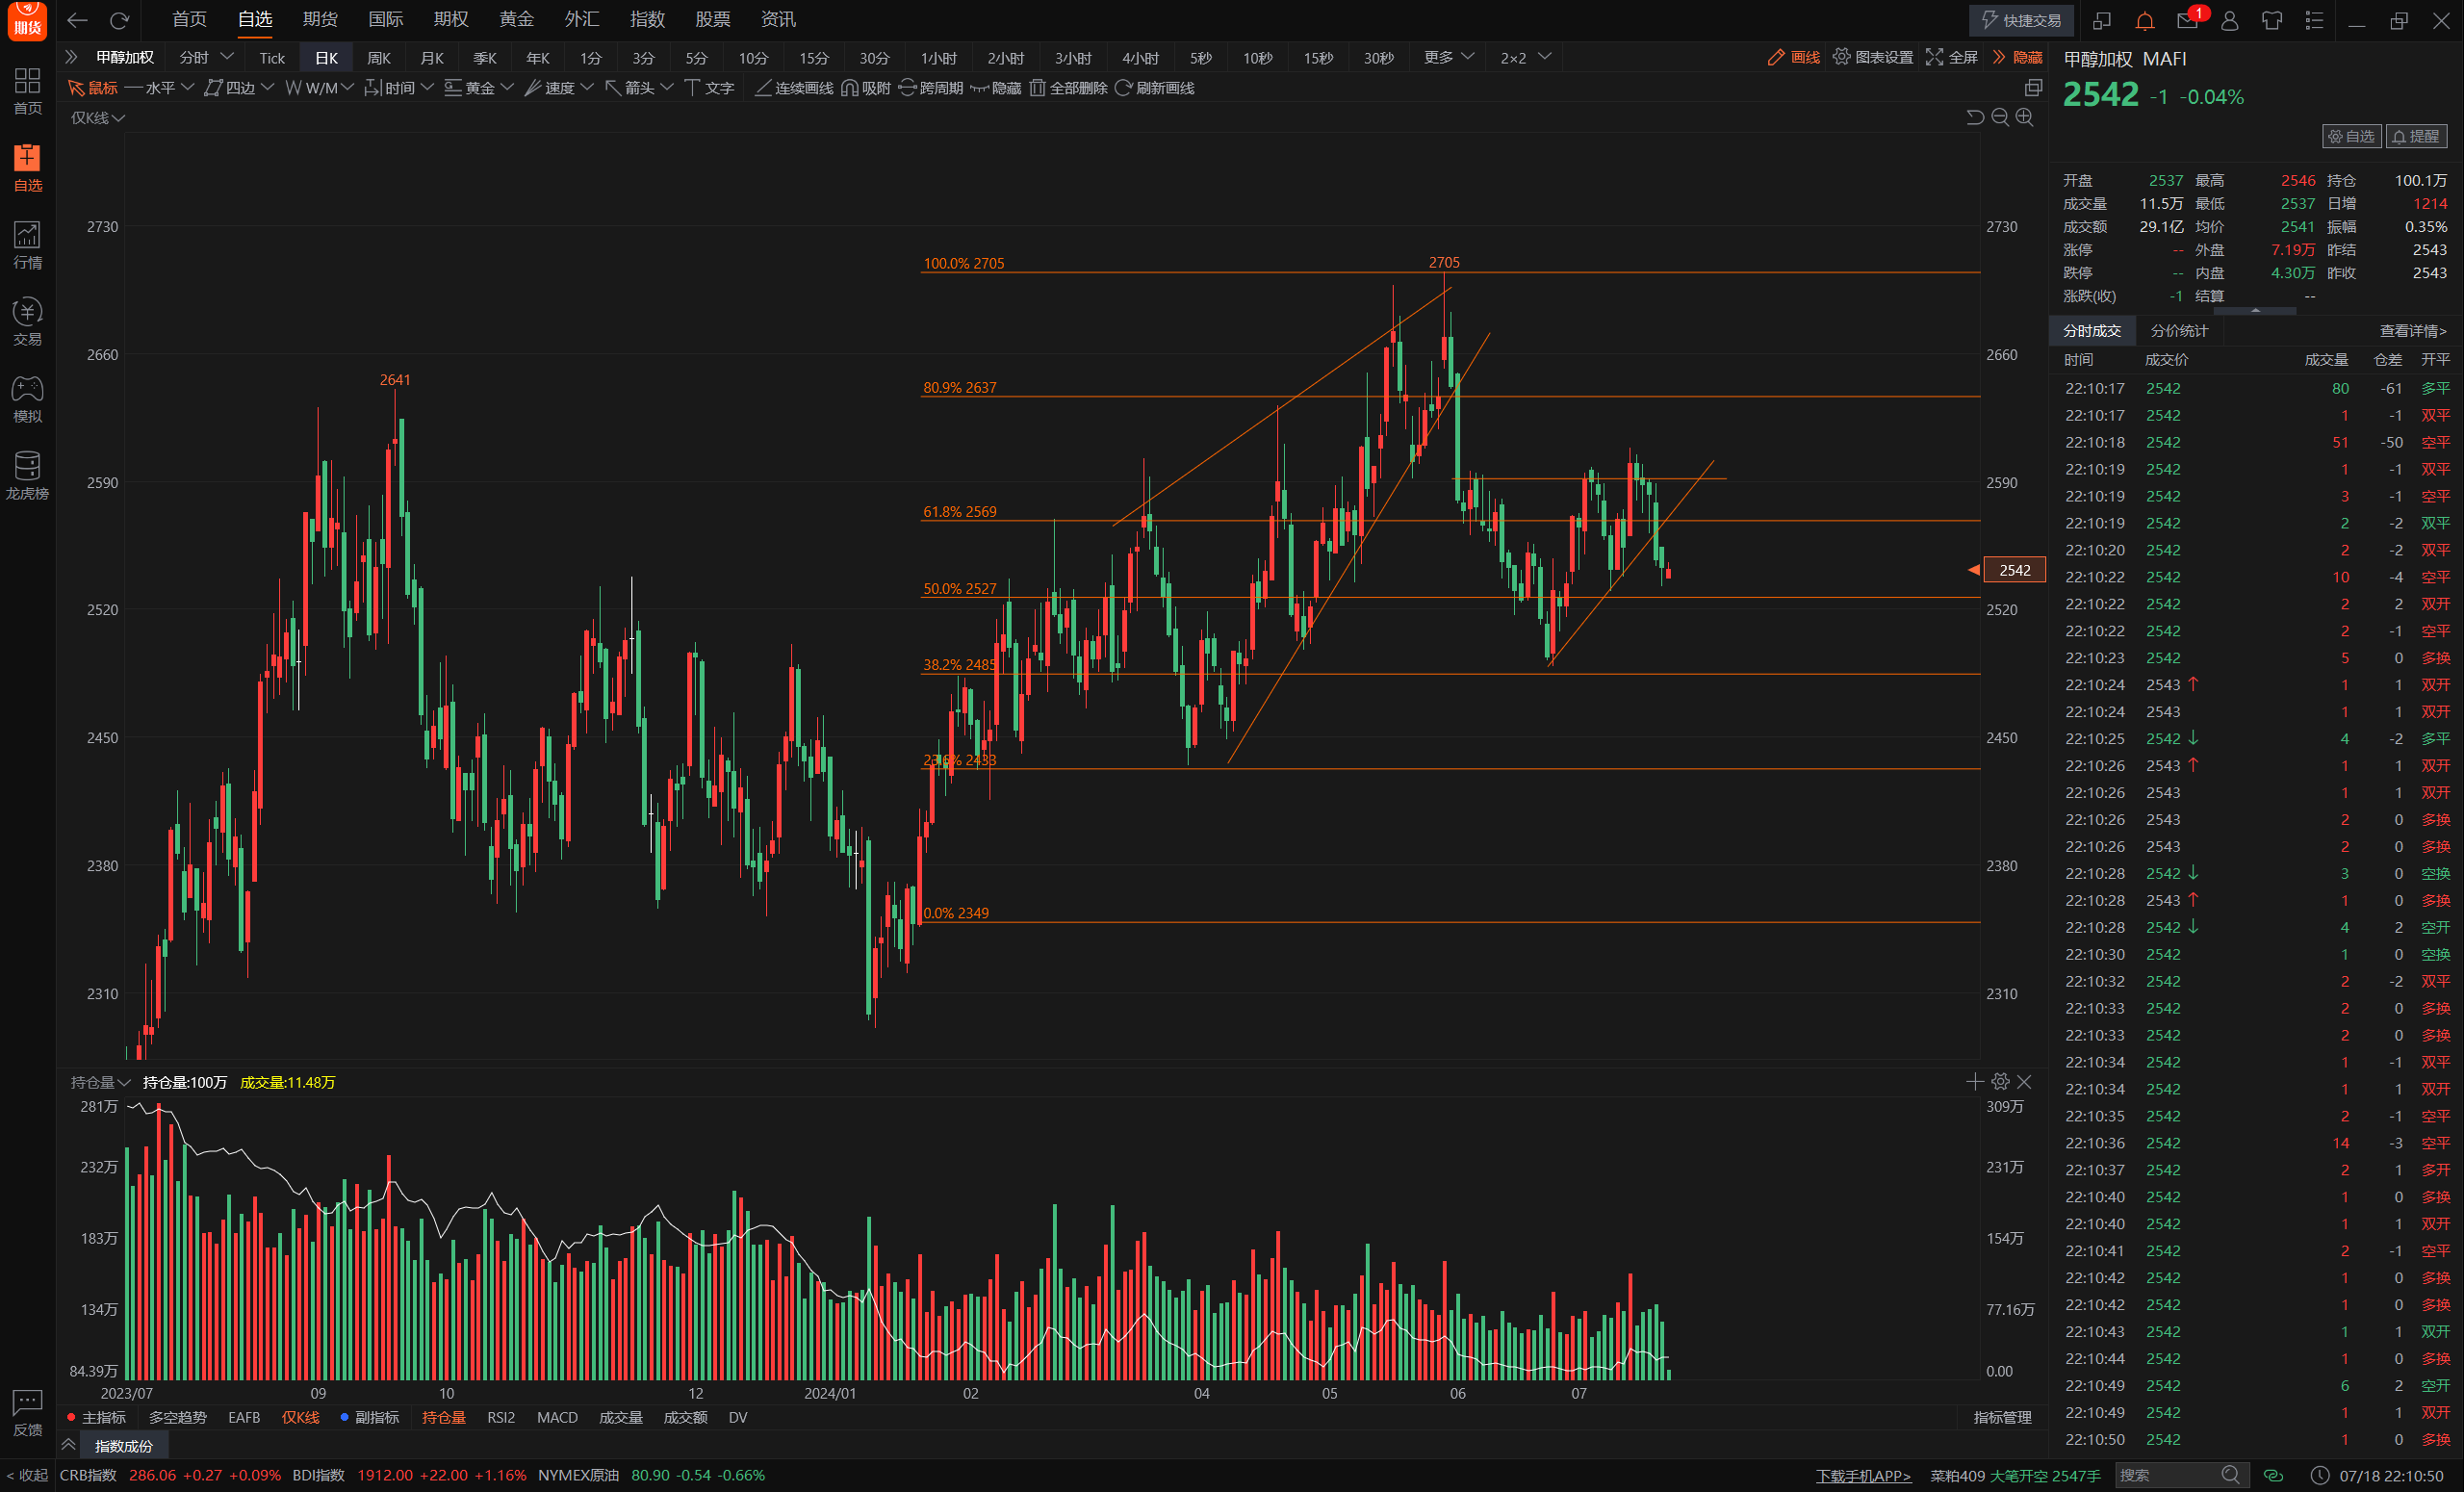 期货 首页 自选 期货 国际 期权 黄金 外汇 指数 股票 资讯 快捷交易 1
甲醇加权 分时 Tick 日K 周K 月K 季K 年K 1分 3分 5分 10分 15分 30分 1小时 2小时 3小时 4小时 5秒 10秒 15秒 30秒 更多 2×2 画线 图表设置 全屏 隐藏
鼠标 水平 四边 W/M 时间 黄金 速度 箭头 文字 连续画线 吸附 跨周期 隐藏 全部删除 刷新画线
仅K线
首页
自选
行情
交易
模拟
龙虎榜
反馈
< 收起
2730 2730
2660 2660
2590 2590
2520 2520
2450 2450
2380 2380
2310 2310
2641
2705
100.0% 2705
80.9% 2637
61.8% 2569
50.0% 2527
38.2% 2485
23.6% 2433
0.0% 2349
2542
持仓量 持仓量:100万 成交量:11.48万
281万 309万
232万 231万
183万 154万
134万 77.16万
84.39万 0.00
2023/07 09 10 12 2024/01 02 04 05 06 07
主指标 多空趋势 EAFB 仅K线 副指标 持仓量 RSI2 MACD 成交量 成交额 DV 指标管理
指数成份
甲醇加权 MAFI
2542 -1 -0.04%
自选 提醒
开盘 2537 最高 2546 持仓 100.1万
成交量 11.5万 最低 2537 日增 1214
成交额 29.1亿 均价 2541 振幅 0.35%
涨停 -- 外盘 7.19万 昨结 2543
跌停 -- 内盘 4.30万 昨收 2543
涨跌(收) -1 结算 --
分时成交 分价统计 查看详情>
时间 成交价 成交量 仓差 开平
22:10:17 2542 80 -61 多平
22:10:17 2542 1 -1 双平
22:10:18 2542 51 -50 空平
22:10:19 2542 1 -1 双平
22:10:19 2542 3 -1 空平
22:10:19 2542 2 -2 双平
22:10:20 2542 2 -2 双平
22:10:22 2542 10 -4 空平
22:10:22 2542 2 2 双开
22:10:22 2542 2 -1 空平
22:10:23 2542 5 0 多换
22:10:24 2543 ↑ 1 1 双开
22:10:24 2543 1 1 双开
22:10:25 2542 ↓ 4 -2 多平
22:10:26 2543 ↑ 1 1 双开
22:10:26 2543 1 1 双开
22:10:26 2543 2 0 多换
22:10:26 2543 2 0 多换
22:10:28 2542 ↓ 3 0 空换
22:10:28 2543 ↑ 1 0 多换
22:10:28 2542 ↓ 4 2 空开
22:10:30 2542 1 0 空换
22:10:32 2542 2 -2 双平
22:10:33 2542 2 0 多换
22:10:33 2542 2 0 多换
22:10:34 2542 1 -1 双平
22:10:34 2542 1 1 双开
22:10:35 2542 2 -1 空平
22:10:36 2542 14 -3 空平
22:10:37 2542 2 1 多开
22:10:40 2542 1 0 多换
22:10:40 2542 1 1 双开
22:10:41 2542 2 -1 空平
22:10:42 2542 1 0 多换
22:10:42 2542 1 0 多换
22:10:43 2542 1 1 双开
22:10:44 2542 1 0 多换
22:10:49 2542 6 2 空开
22:10:49 2542 1 1 双开
22:10:50 2542 1 0 多换
CRB指数 286.06 +0.27 +0.09% BDI指数 1912.00 +22.00 +1.16% NYMEX原油 80.90 -0.54 -0.66% 下载手机APP> 菜粕409 大笔开空 2547手 搜索 07/18 22:10:50